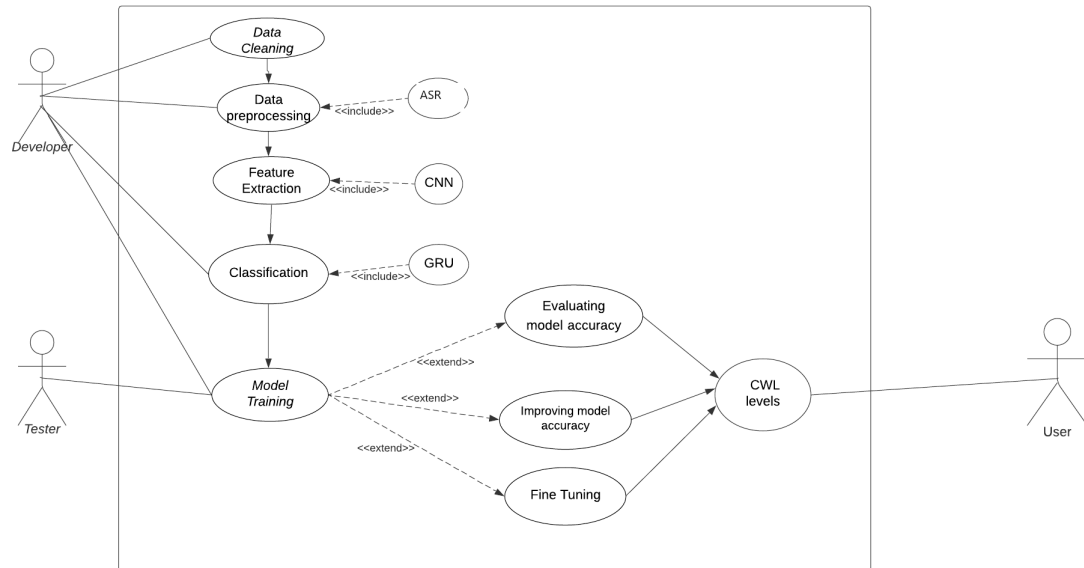 Data
Cleaning
Developer
Data
preprocessing
<<include>>
ASR
Feature
Extraction
<<include>>
CNN
Classification
<<include>>
GRU
Evaluating
model accuracy
<<extend>>
Tester
Model
Training
<<extend>>
Improving model
accuracy
CWL
levels
User
<<extend>>
Fine Tuning